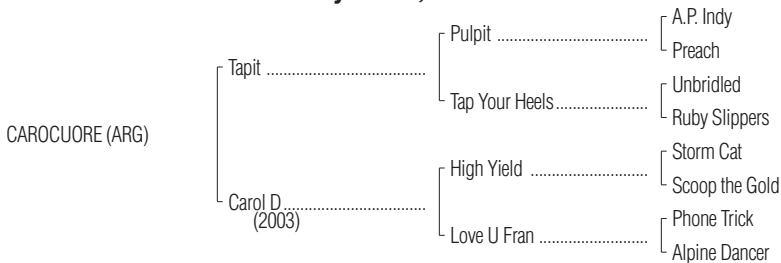 A.P. Indy
Pulpit ........................................
Preach
Tapit ..........................................
Unbridled
Tap Your Heels ........................
Ruby Slippers
CAROCUORE (ARG)
Storm Cat
High Yield ...............................
Scoop the Gold
Carol D ......................................
(2003)
Phone Trick
Love U Fran .............................
Alpine Dancer